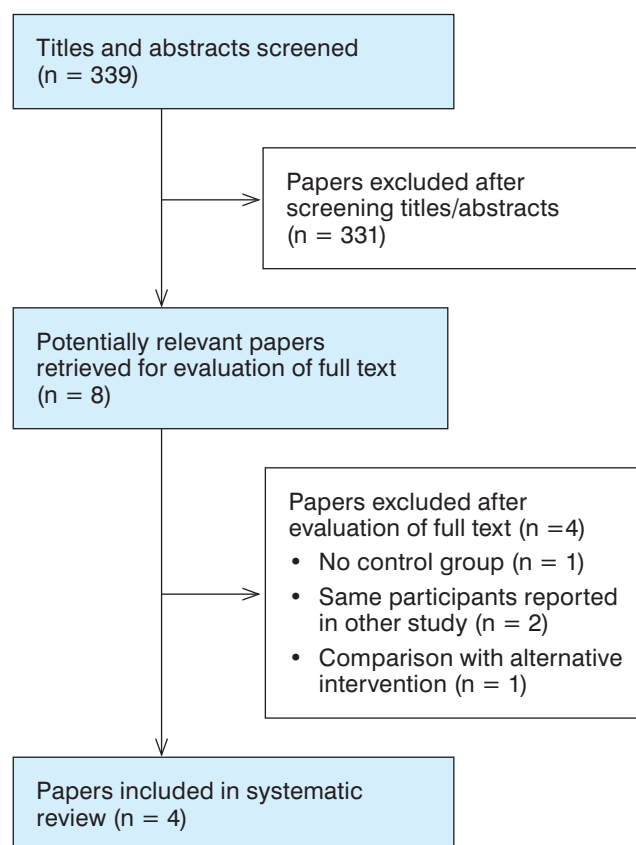 Titles and abstracts screened
(n = 339)
Papers excluded after
screening titles/abstracts
(n = 331)
Potentially relevant papers
retrieved for evaluation of full text
(n = 8)
Papers excluded after
evaluation of full text (n =4)
• No control group (n = 1)
• Same participants reported
in other study (n = 2)
• Comparison with alternative
intervention (n = 1)
Papers included in systematic
review (n = 4)